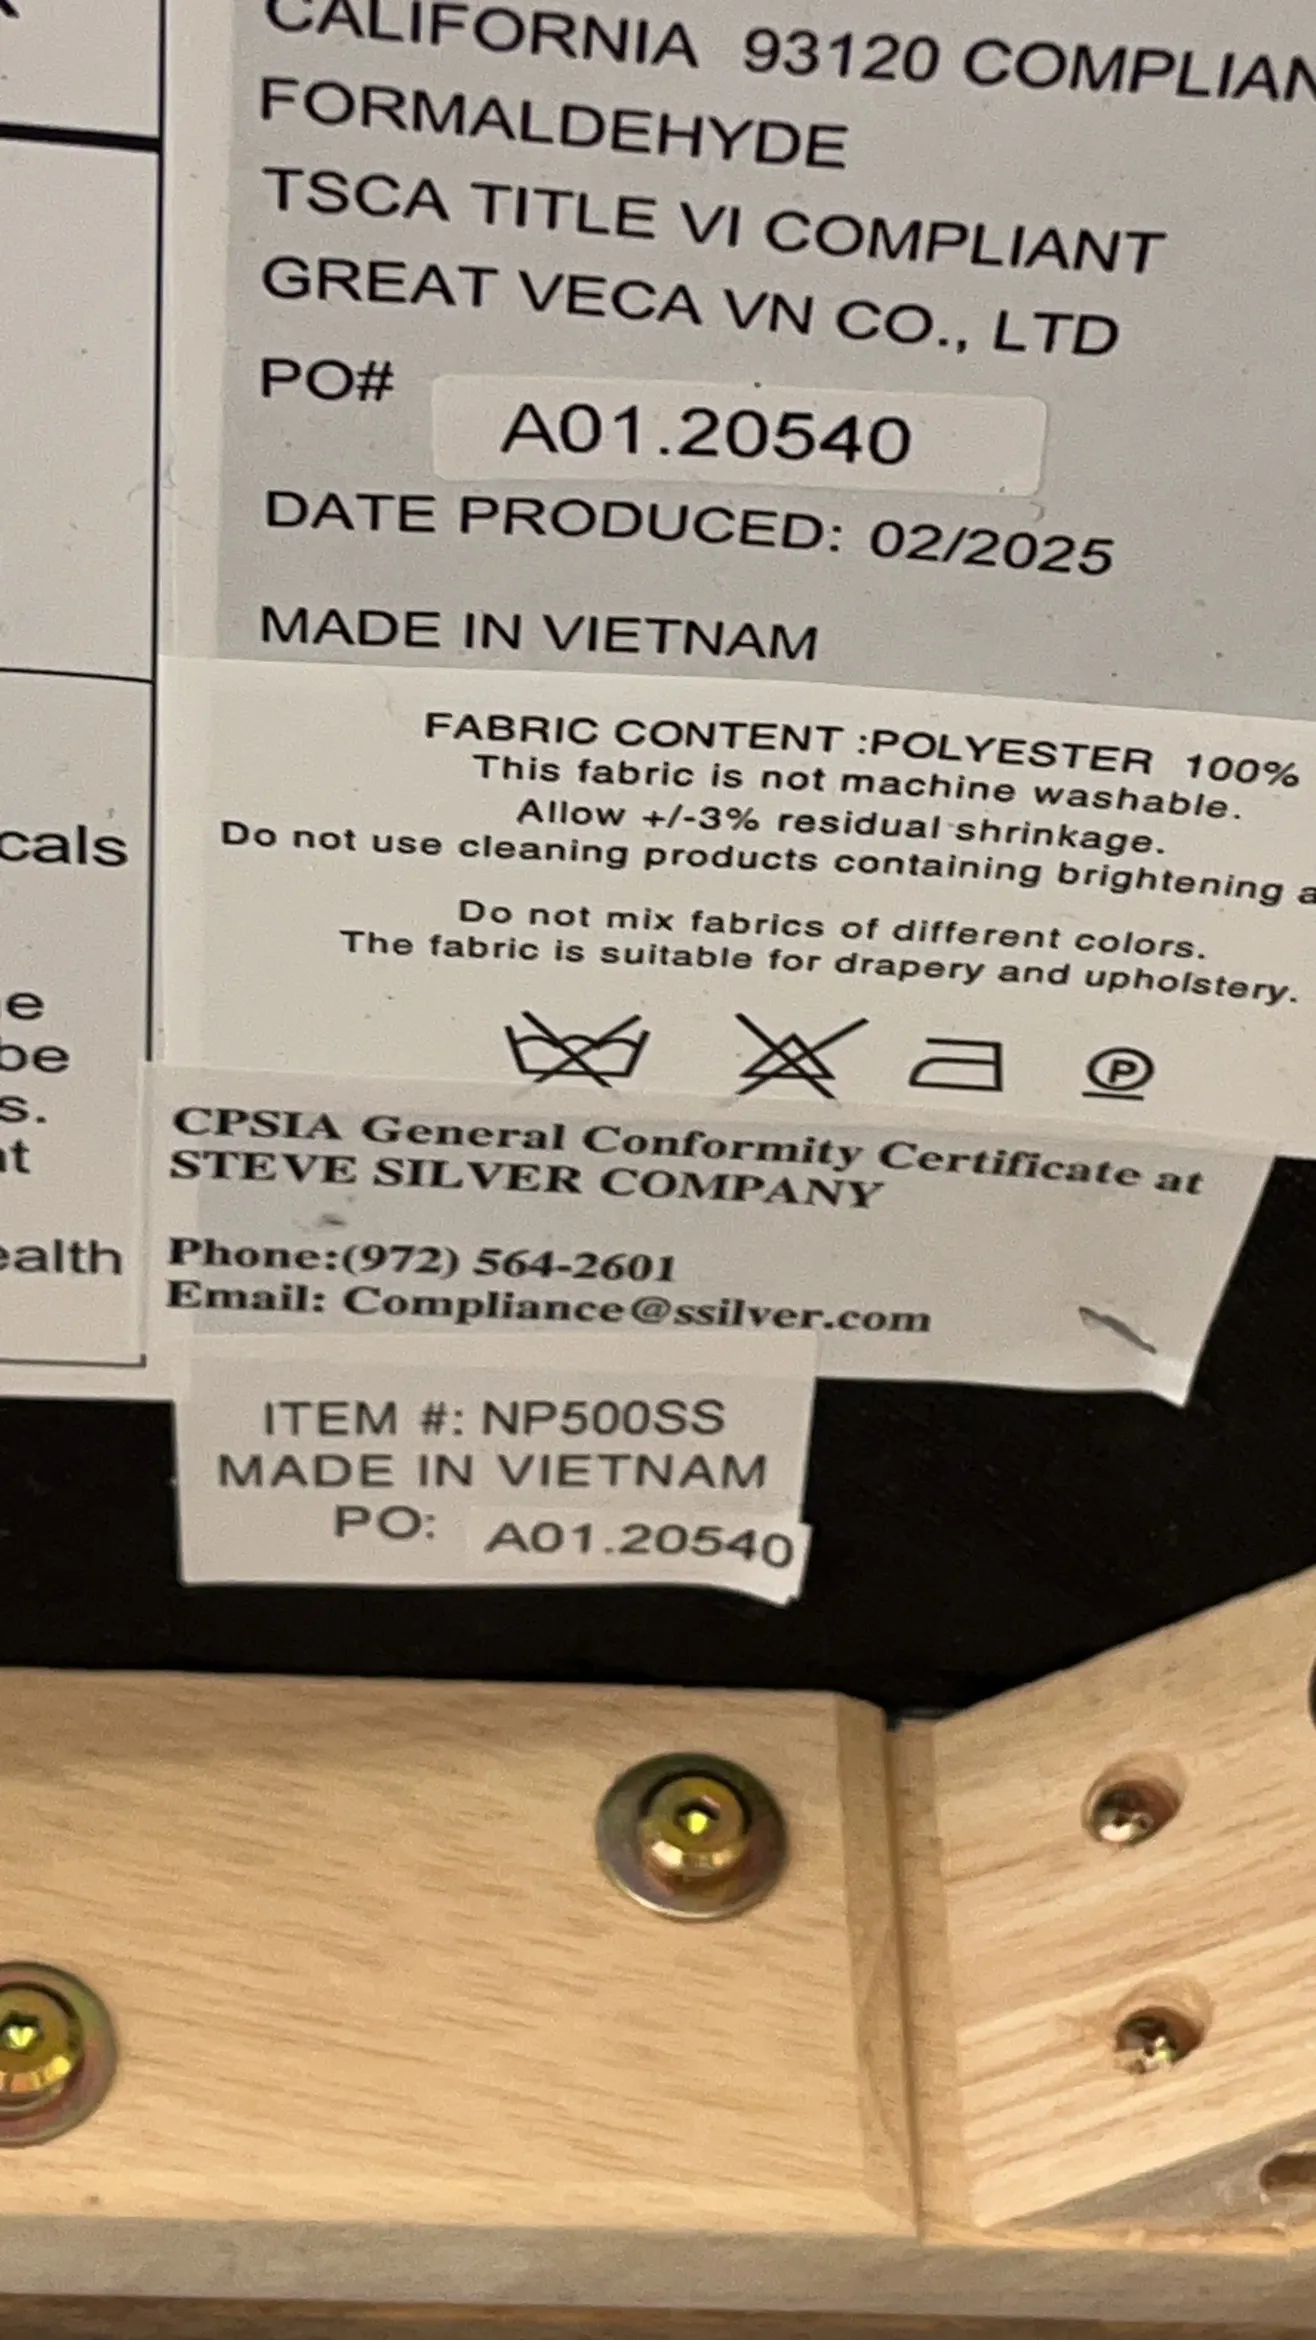 CALIFORNIA 93120 COMPLIAN
FORMALDEHYDE
TSCA TITLE VI COMPLIANT
GREAT VECA VN CO., LTD
PO# A01.20540
DATE PRODUCED: 02/2025
MADE IN VIETNAM
FABRIC CONTENT :POLYESTER 100%
This fabric is not machine washable.
Allow +/-3% residual shrinkage.
Do not use cleaning products containing brightening a
Do not mix fabrics of different colors.
The fabric is suitable for drapery and upholstery.
P
cals
e
be
s.
at
ealth
CPSIA General Conformity Certificate at
STEVE SILVER COMPANY
Phone:(972) 564-2601
Email: Compliance@ssilver.com
ITEM #: NP500SS
MADE IN VIETNAM
PO: A01.20540